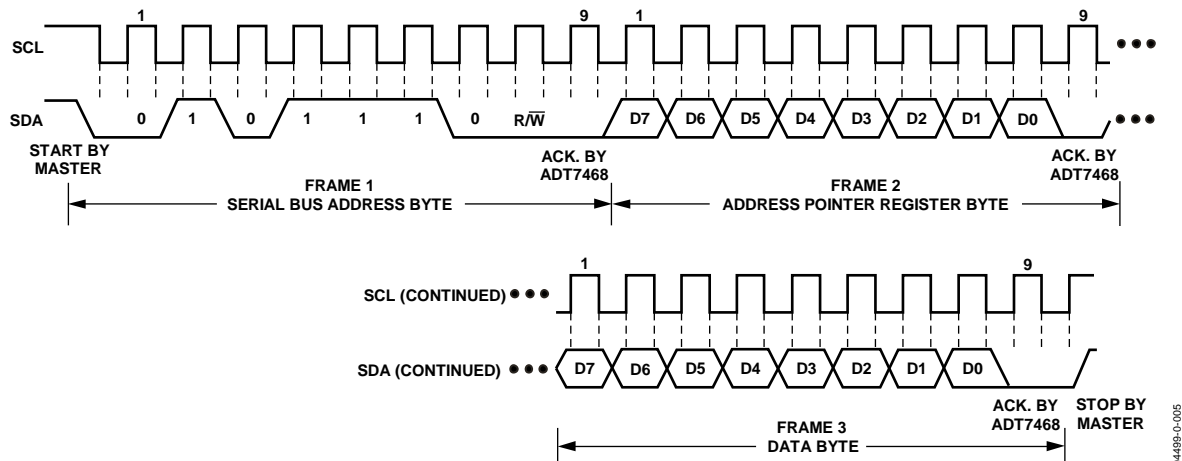 1 9 1 9
SCL
SDA
0 1 0 1 1 1 0 R/W̅ D7 D6 D5 D4 D3 D2 D1 D0
START BY
MASTER
ACK. BY
ADT7468
ACK. BY
ADT7468
FRAME 1
SERIAL BUS ADDRESS BYTE
FRAME 2
ADDRESS POINTER REGISTER BYTE
1 9
SCL (CONTINUED)
SDA (CONTINUED)
D7 D6 D5 D4 D3 D2 D1 D0
ACK. BY
ADT7468
STOP BY
MASTER
FRAME 3
DATA BYTE
04499-0-005